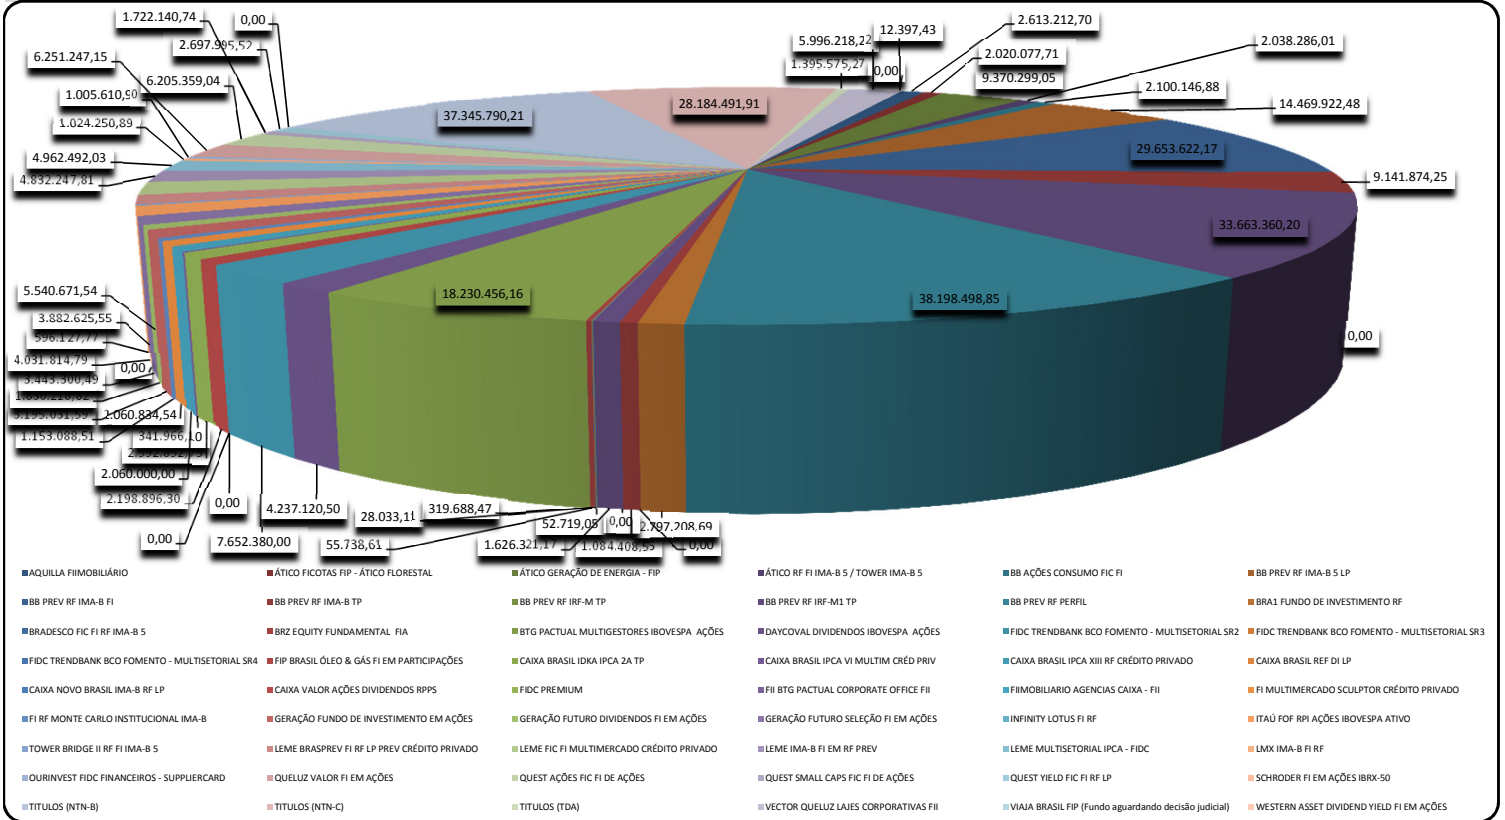 1.722.140,74
0,00
2.697.995,52
6.251.247,15
6.205.359,04
1.005.610,90
1.024.250,89
4.962.492,03
4.832.247,81
37.345.790,21
28.184.491,91
5.996.218,22
1.395.575,27
12.397,43
0,00
2.613.212,70
2.020.077,71
9.370.299,05
2.038.286,01
2.100.146,88
14.469.922,48
29.653.622,17
9.141.874,25
33.663.360,20
38.198.498,85
18.230.456,16
0,00
5.540.671,54
3.882.625,55
596.127,77
4.031.814,79
0,00
3.443.300,49
2.060.834,54
1.153.088,51
341.966,10
2.060.000,00
2.198.896,30
0,00
0,00
7.652.380,00
4.237.120,50
55.738,61
28.033,11
319.688,47
52.719,05
1.626.321,17
0,00
1.084.408,55
2.797.208,69
0,00
AQUILLA FIIMOBILIÁRIO
ÁTICO FICOTAS FIP - ÁTICO FLORESTAL
ÁTICO GERAÇÃO DE ENERGIA - FIP
ÁTICO RF FI IMA-B 5 / TOWER IMA-B 5
BB AÇÕES CONSUMO FIC FI
BB PREV RF IMA-B 5 LP
BB PREV RF IMA-B FI
BB PREV RF IMA-B TP
BB PREV RF IRF-M TP
BB PREV RF IRF-M1 TP
BB PREV RF PERFIL
BRA1 FUNDO DE INVESTIMENTO RF
BRADESCO FIC FI RF IMA-B 5
BRZ EQUITY FUNDAMENTAL FIA
BTG PACTUAL MULTIGESTORES IBOVESPA AÇÕES
DAYCOVAL DIVIDENDOS IBOVESPA AÇÕES
FIDC TRENDBANK BCO FOMENTO - MULTISETORIAL SR2
FIDC TRENDBANK BCO FOMENTO - MULTISETORIAL SR3
FIDC TRENDBANK BCO FOMENTO - MULTISETORIAL SR4
FIP BRASIL ÓLEO & GÁS FI EM PARTICIPAÇÕES
CAIXA BRASIL IDKA IPCA 2A TP
CAIXA BRASIL IPCA VI MULTIM CRÉD PRIV
CAIXA BRASIL IPCA XIII RF CRÉDITO PRIVADO
CAIXA BRASIL REF DI LP
CAIXA NOVO BRASIL IMA-B RF LP
CAIXA VALOR AÇÕES DIVIDENDOS RPPS
FIDC PREMIUM
FII BTG PACTUAL CORPORATE OFFICE FII
FIIMOBILIARIO AGENCIAS CAIXA - FII
FI MULTIMERCADO SCULPTOR CRÉDITO PRIVADO
FI RF MONTE CARLO INSTITUCIONAL IMA-B
GERAÇÃO FUNDO DE INVESTIMENTO EM AÇÕES
GERAÇÃO FUTURO DIVIDENDOS FI EM AÇÕES
GERAÇÃO FUTURO SELEÇÃO FI EM AÇÕES
INFINITY LOTUS FI RF
ITAÚ FOF RPI AÇÕES IBOVESPA ATIVO
TOWER BRIDGE II RF FI IMA-B 5
LEME BRASPREV FI RF LP PREV CRÉDITO PRIVADO
LEME FIC FI MULTIMERCADO CRÉDITO PRIVADO
LEME IMA-B FI EM RF PREV
LEME MULTISETORIAL IPCA - FIDC
LMX IMA-B FI RF
OURINVEST FIDC FINANCEIROS - SUPPLIERCARD
QUELUZ VALOR FI EM AÇÕES
QUEST AÇÕES FIC FI DE AÇÕES
QUEST SMALL CAPS FIC FI DE AÇÕES
QUEST YIELD FIC FI RF LP
SCHRODER FI EM AÇÕES IBRX-50
TITULOS (NTN-B)
TITULOS (NTN-C)
TITULOS (TDA)
VECTOR QUELUZ LAJES CORPORATIVAS FII
VIAJA BRASIL FIP (Fundo aguardando decisão judicial)
WESTERN ASSET DIVIDEND YIELD FI EM AÇÕES